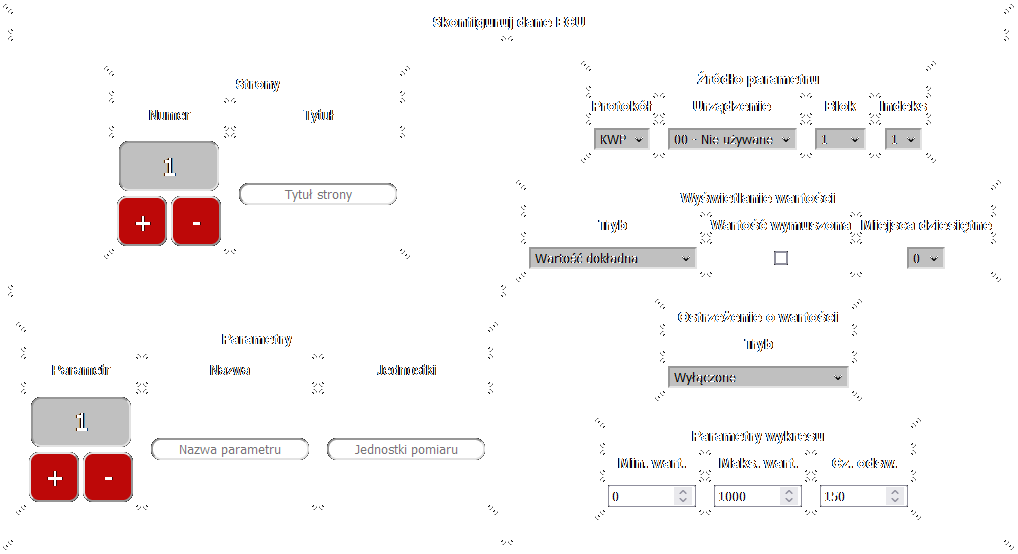 Skonfiguruj dane ECU
Strony
Numer Tytuł
1
Tytuł strony
+ -
Parametry
Parametr Nazwa Jednostki
1
Nazwa parametru Jednostki pomiaru
+ -
Źródło parametru
Protokół Urządzenie Blok Indeks
KWP 00 - Nie używane 1 1
Wyświetlanie wartości
Tryb Wartość wymuszona Miejsca dziesiętne
Wartość dokładna 0
Ostrzeżenie o wartości
Tryb
Wyłączone
Parametry wykresu
Min. wart. Maks. wart. Cz. odśw.
0 1000 150